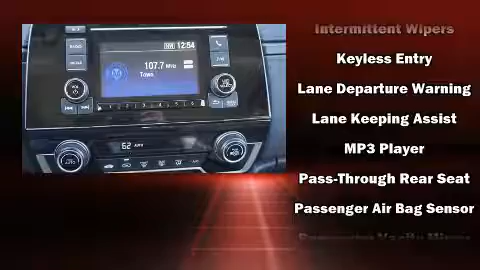 12:54
107.7 MHz
Town
62 AUTO
Intermittent Wipers
Keyless Entry
Lane Departure Warning
Lane Keeping Assist
MP3 Player
Pass-Through Rear Seat
Passenger Air Bag Sensor